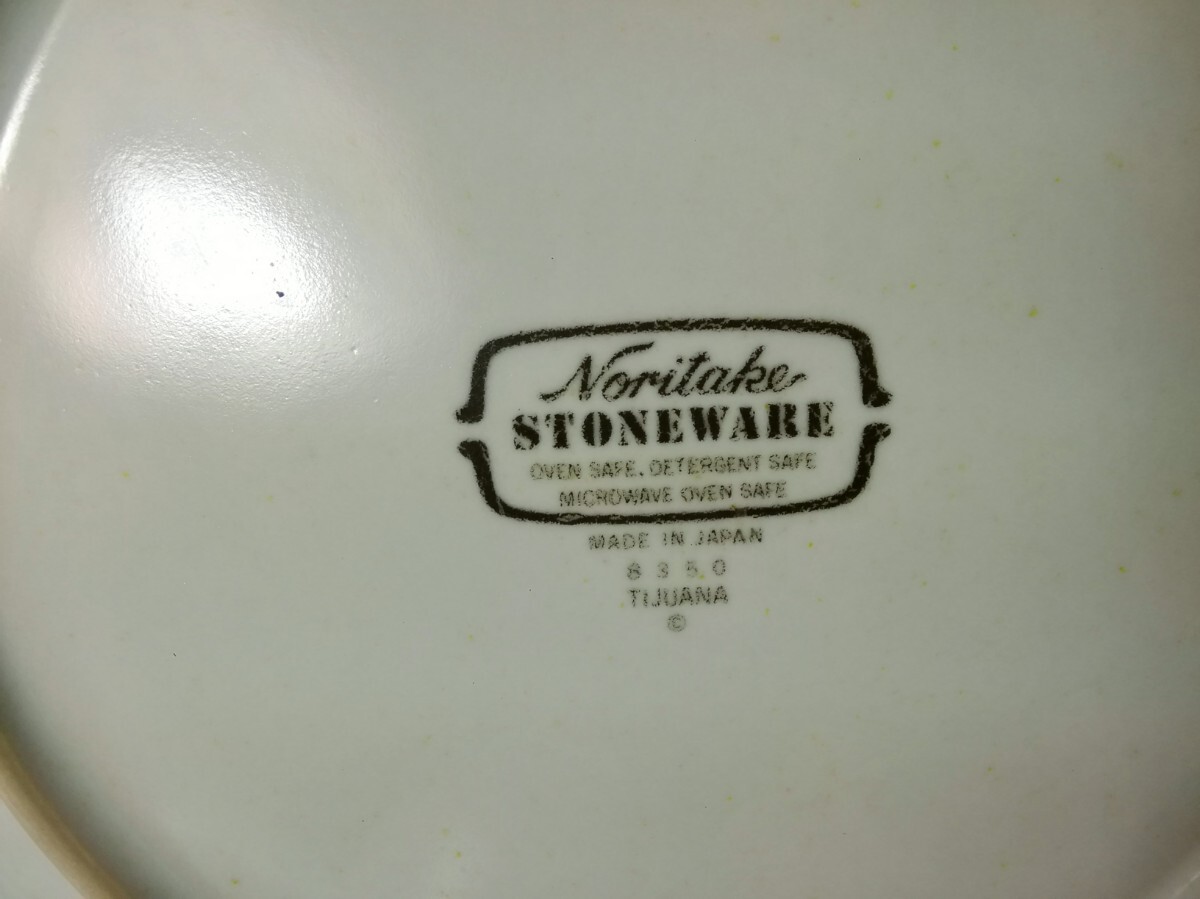 Noritake
STONEWARE
OVEN SAFE, DETERGENT SAFE
MICROWAVE OVEN SAFE
MADE IN JAPAN
8350
TIJUANA
©